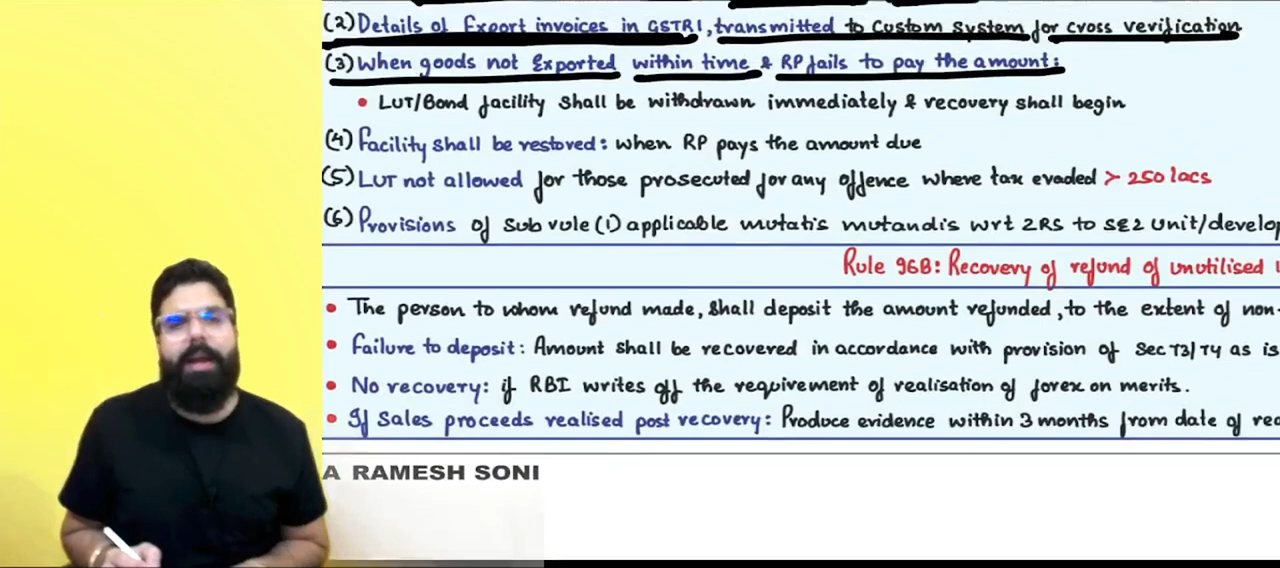 (2) Details of Export invoices in GSTR1, transmitted to Custom System for cross verification
(3) When goods not Exported within time & RP fails to pay the amount:
• LUT/Bond facility shall be withdrawn immediately & recovery shall begin
(4) Facility shall be restored: when RP pays the amount due
(5) LUT not allowed for those prosecuted for any offence where tax evaded > 250 lacs
(6) Provisions of Sub rule (1) applicable mutatis mutandis wrt ZRS to SEZ Unit/develop
Rule 96B: Recovery of refund of unutilised
• The person to whom refund made, shall deposit the amount refunded, to the extent of non-
• Failure to deposit: Amount shall be recovered in accordance with provision of Sec 73/74 as is
• No recovery: if RBI writes off the requirement of realisation of forex on merits.
• If Sales proceeds realised post recovery: Produce evidence within 3 months from date of rea
A RAMESH SONI